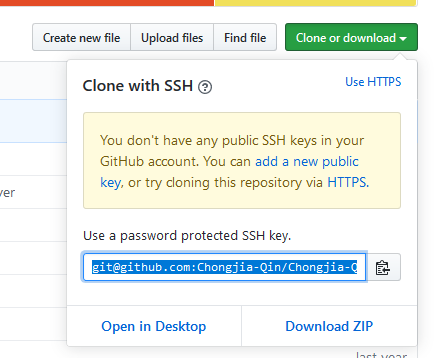 Create new file Upload files Find file Clone or download
Clone with SSH Use HTTPS
You don't have any public SSH keys in your
GitHub account. You can add a new public
key, or try cloning this repository via HTTPS.
Use a password protected SSH key.
git@github.com:Chongjia-Qin/Chongjia-Q
Open in Desktop Download ZIP
last year